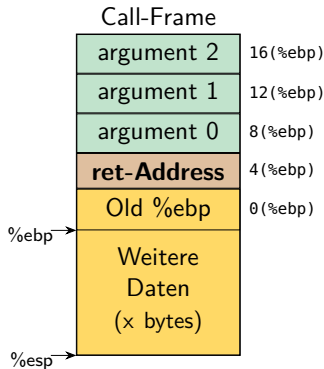 Call-Frame
argument 2 16(%ebp)
argument 1 12(%ebp)
argument 0 8(%ebp)
ret-Address 4(%ebp)
Old %ebp 0(%ebp)
%ebp
Weitere
Daten
(x bytes)
%esp